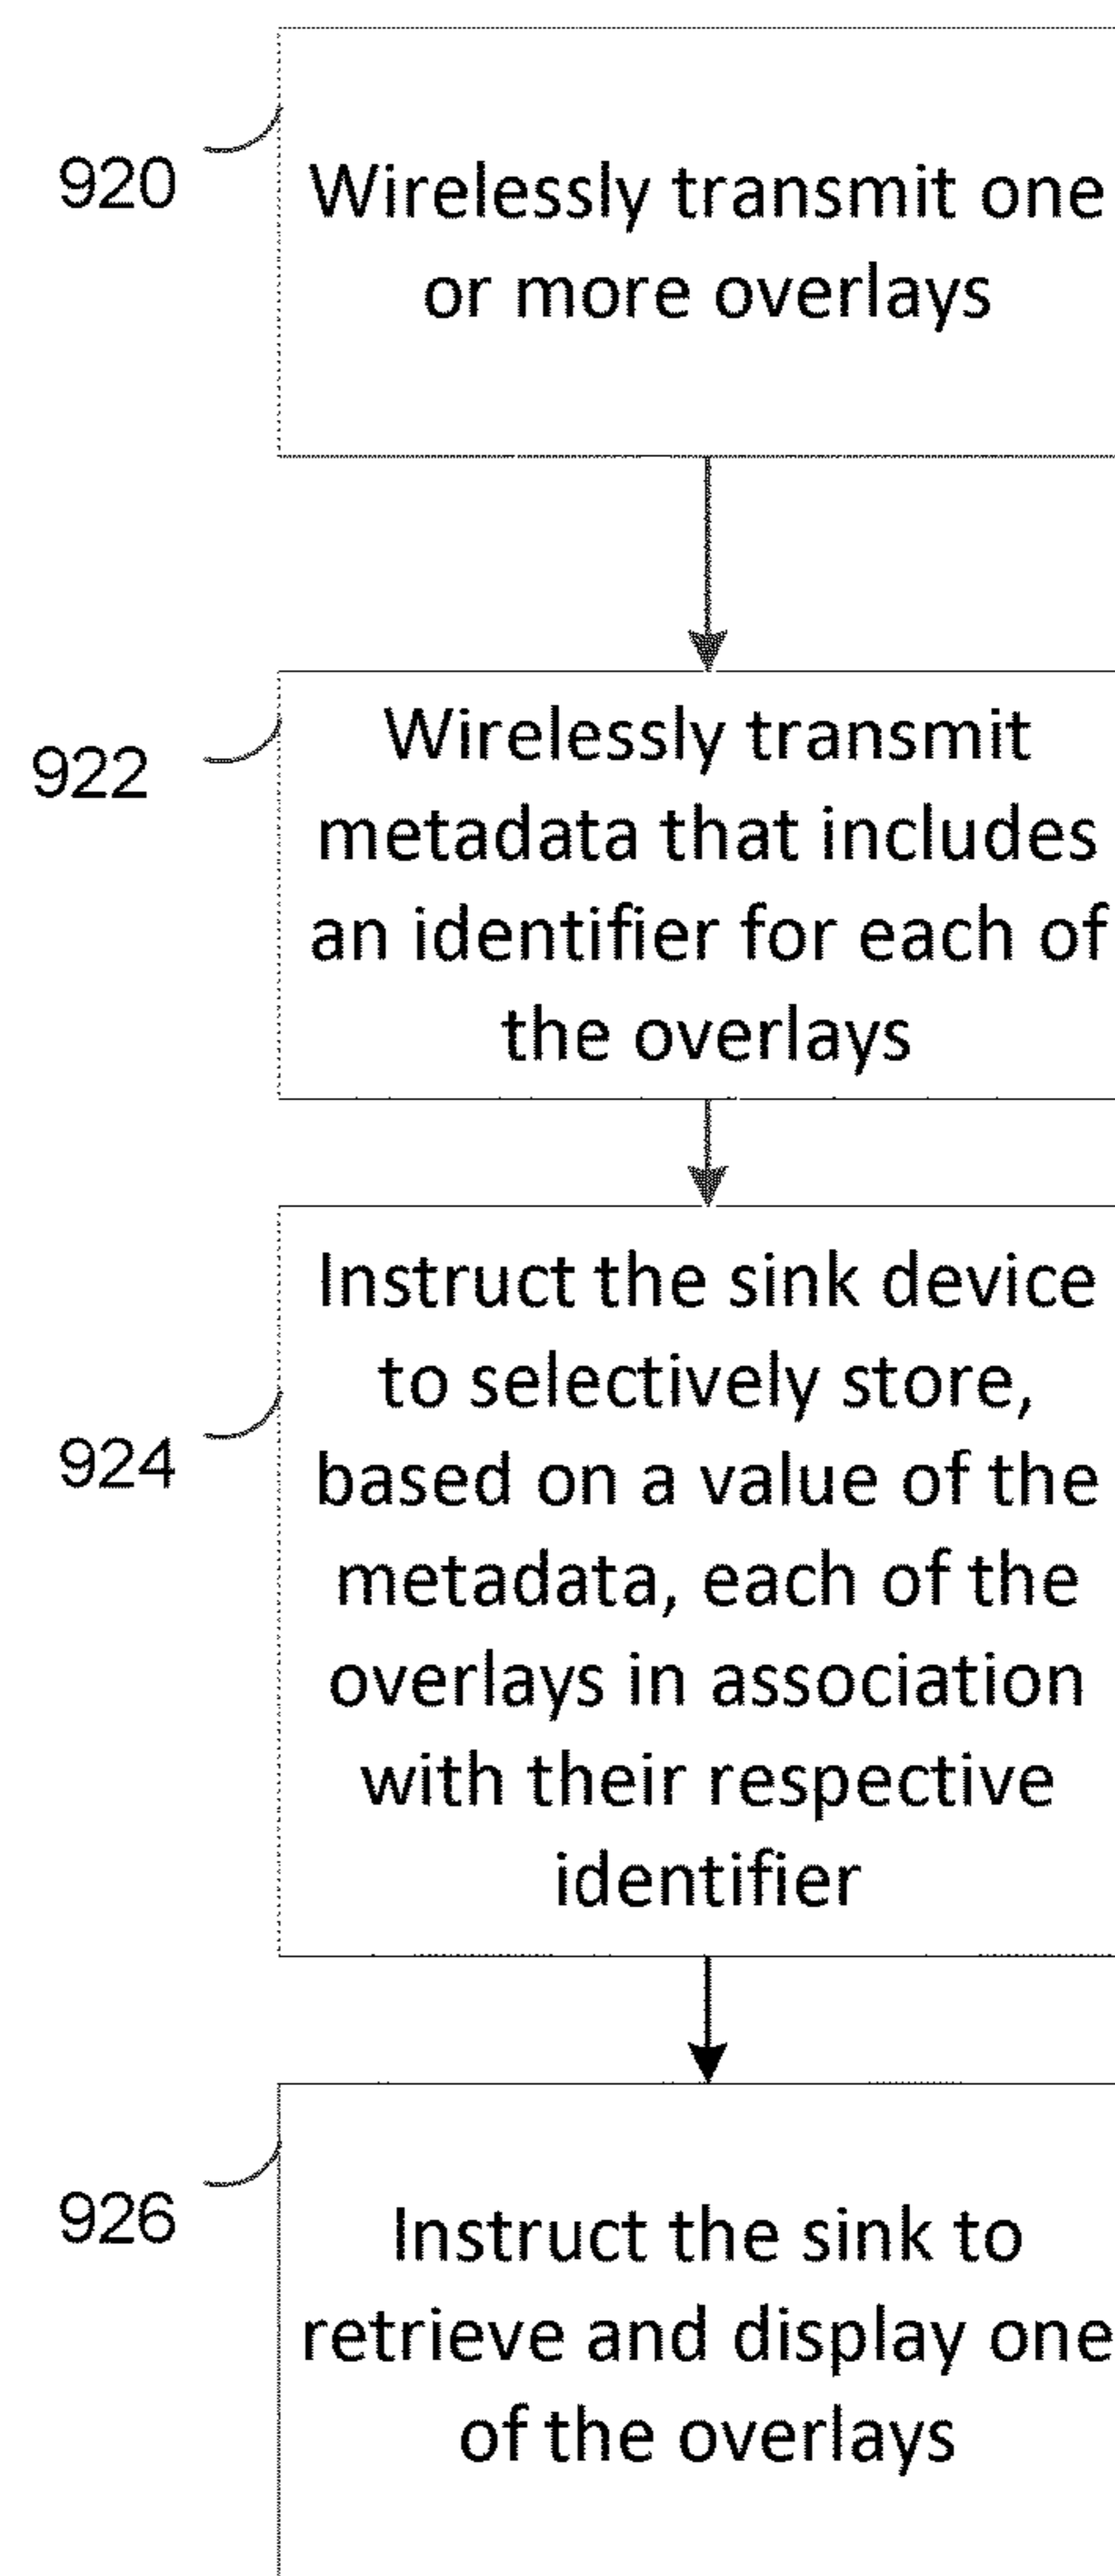 920
Wirelessly transmit one
or more overlays
922
Wirelessly transmit
metadata that includes
an identifier for each of
the overlays
924
Instruct the sink device
to selectively store,
based on a value of the
metadata, each of the
overlays in association
with their respective
identifier
926
Instruct the sink to
retrieve and display one
of the overlays